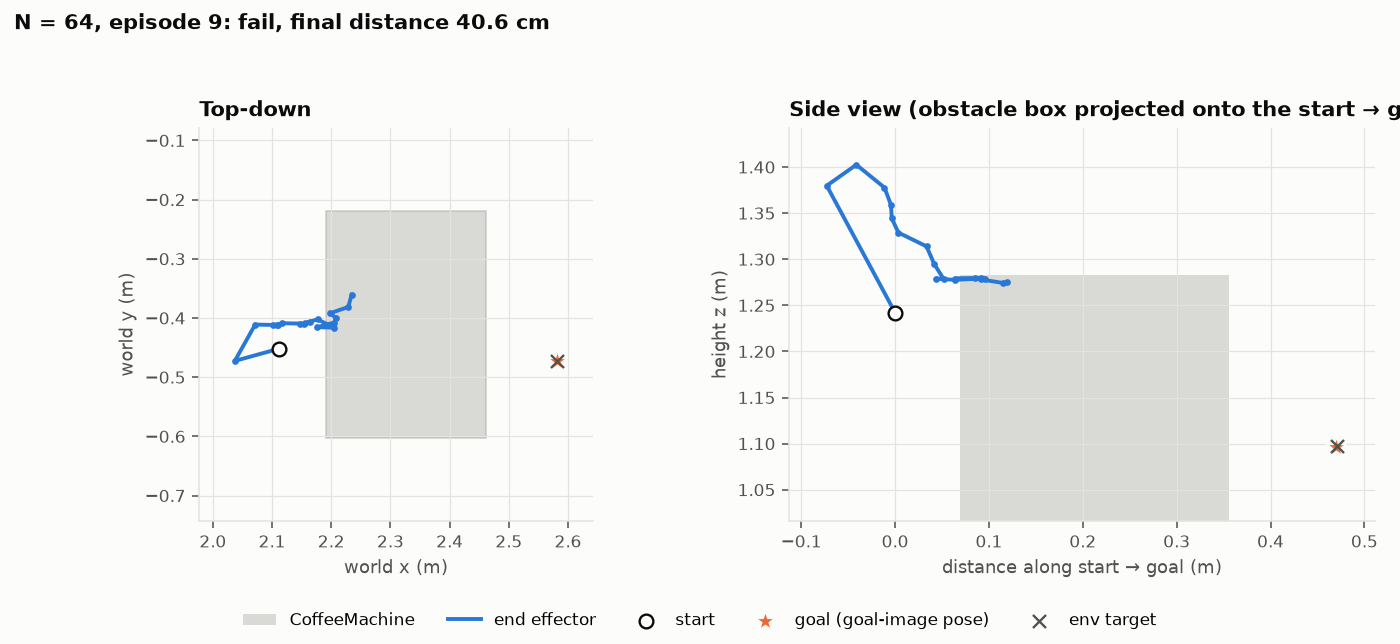 N = 64, episode 9: fail, final distance 40.6 cm
Top-down
−0.1
−0.2
−0.3
−0.4
−0.5
−0.6
−0.7
world y (m)
2.0 2.1 2.2 2.3 2.4 2.5 2.6
world x (m)
Side view (obstacle box projected onto the start → g
1.40
1.35
1.30
1.25
1.20
1.15
1.10
1.05
height z (m)
−0.1 0.0 0.1 0.2 0.3 0.4 0.5
distance along start → goal (m)
CoffeeMachine end effector start goal (goal-image pose) env target